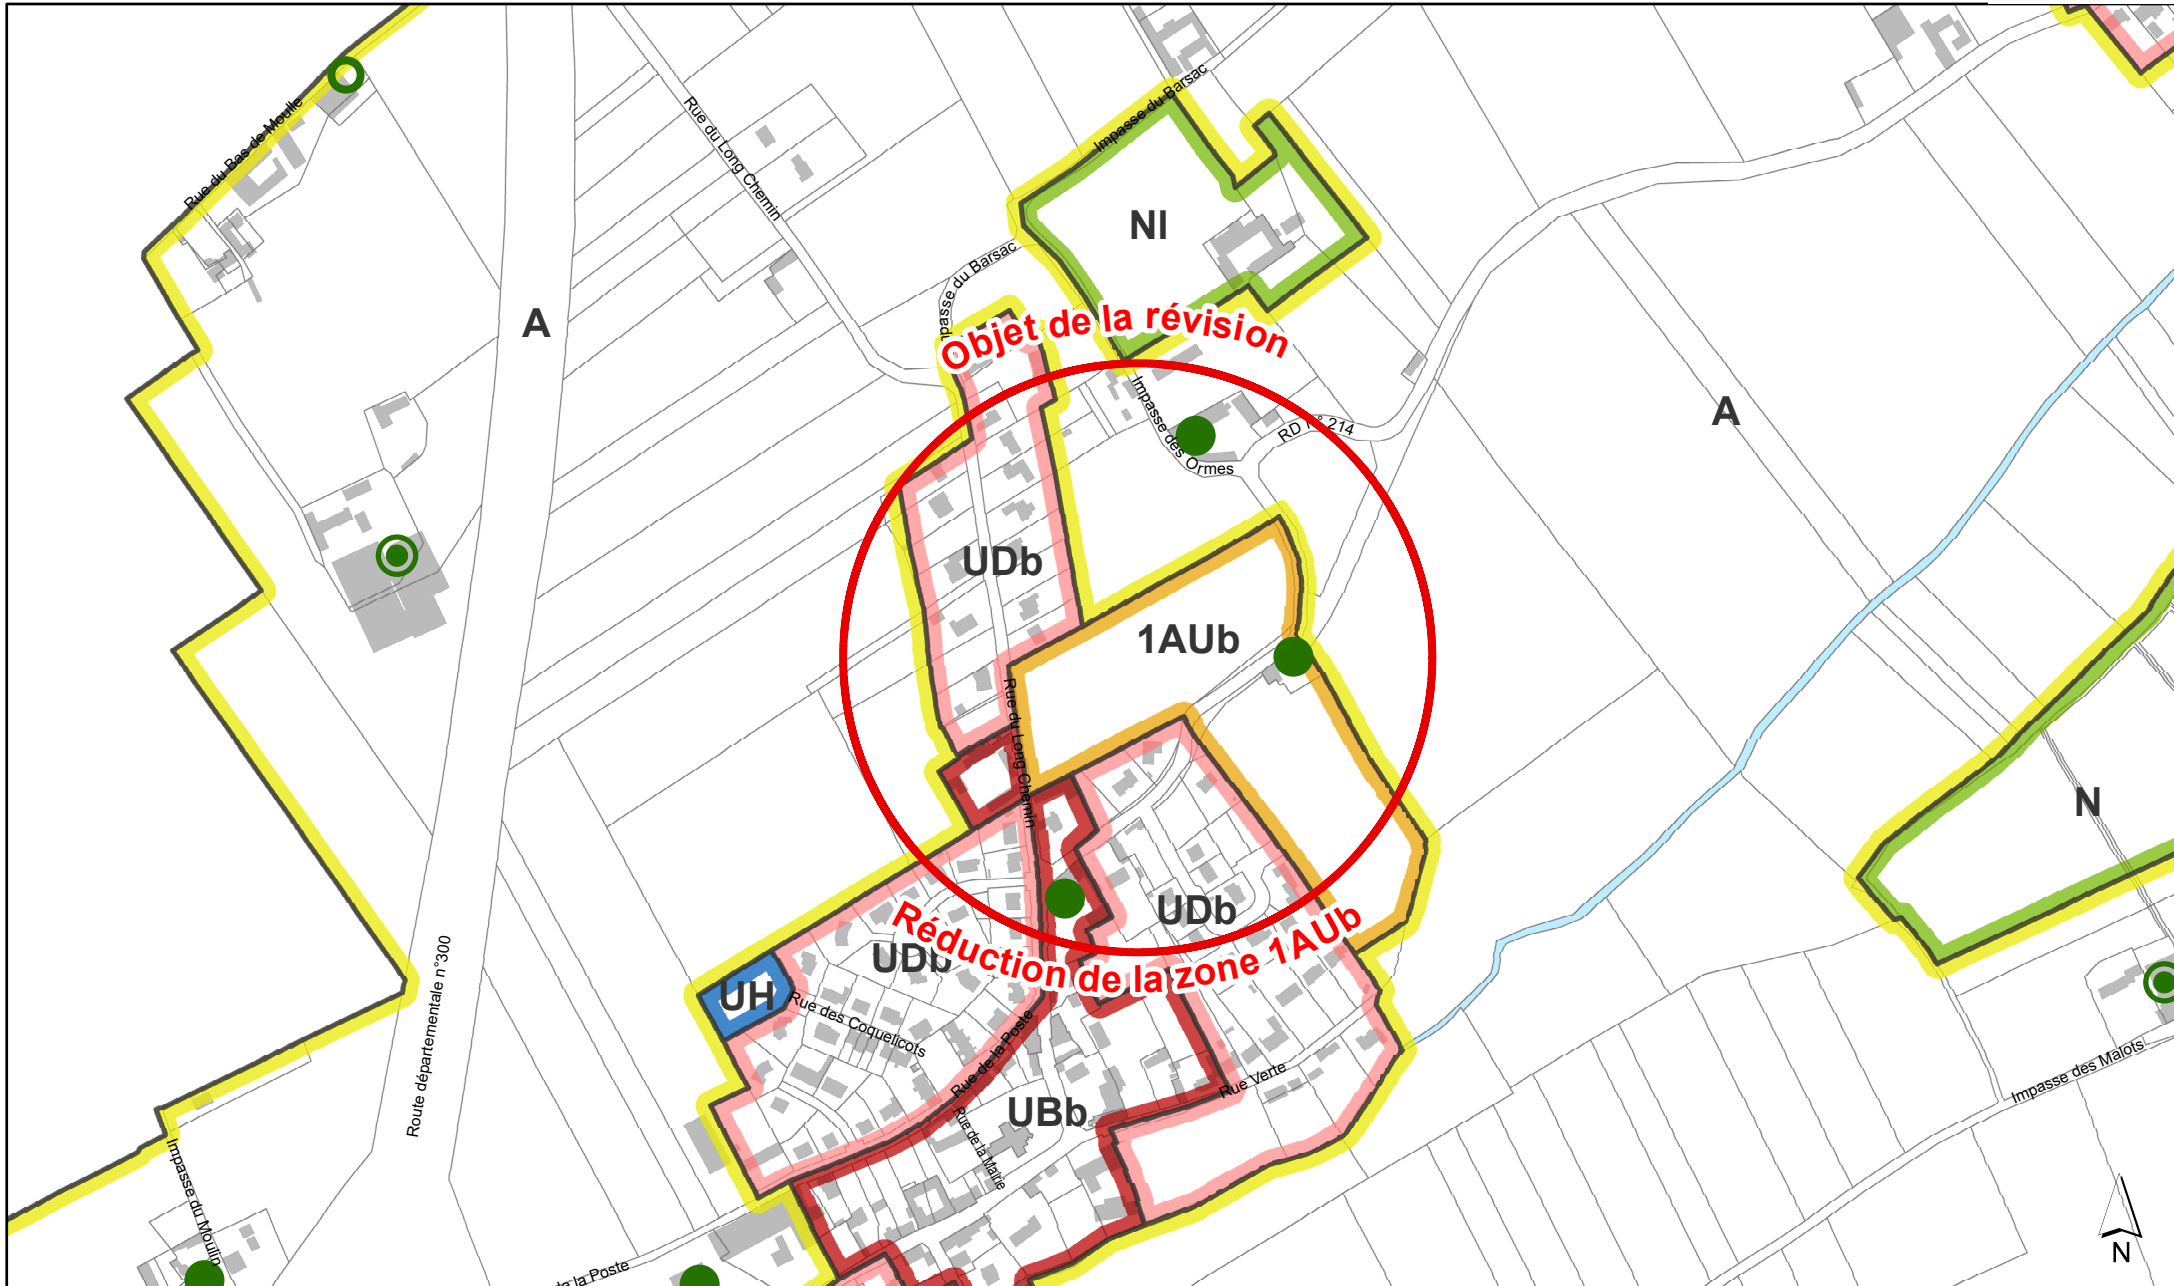 Rue du Bas de Moulle
Rue du Long Chemin
Impasse du Barsac
NI
Impasse du Barsac
A
Objet de la révision
Impasse des Ormes
RD n° 214
A
UDb
1AUb
Rue du Long Chemin
N
UDb
UDb
Réduction de la zone 1AUb
UH
Rue des Coquelicots
Route départementale n°300
Rue de la Poste
Rue Verte
Impasse des Malots
UBb
Rue de la Mairie
Impasse du Moulin
de la Poste
N